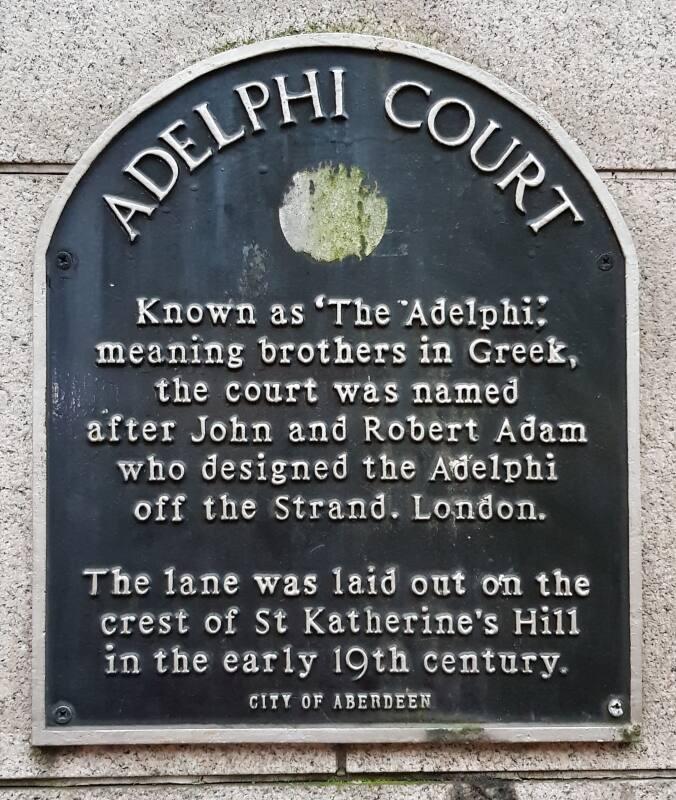 ADELPHI COURT
Known as ‘The Adelphi,’
meaning brothers in Greek,
the court was named
after John and Robert Adam
who designed the Adelphi
off the Strand. London.
The lane was laid out on the
crest of St Katherine's Hill
in the early 19th century.
CITY OF ABERDEEN